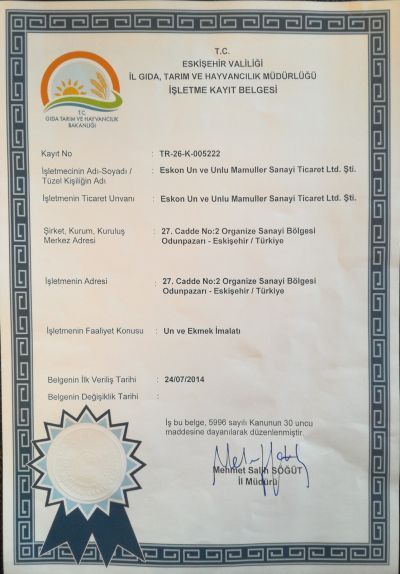 T.C.
ESKİŞEHİR VALİLİĞİ
İL GIDA, TARIM VE HAYVANCILIK MÜDÜRLÜĞÜ
İŞLETME KAYIT BELGESİ
T.C.
GIDA TARIM VE HAYVANCILIK
BAKANLIĞI
Kayıt No : TR-26-K-005222
İşletmecinin Adı-Soyadı / : Eskon Un ve Unlu Mamuller Sanayi Ticaret Ltd. Şti.
Tüzel Kişiliğin Adı
İşletmenin Ticaret Unvanı : Eskon Un ve Unlu Mamuller Sanayi Ticaret Ltd. Şti.
Şirket, Kurum, Kuruluş : 27. Cadde No:2 Organize Sanayi Bölgesi
Merkez Adresi Odunpazarı - Eskişehir / Türkiye
İşletmenin Adresi : 27. Cadde No:2 Organize Sanayi Bölgesi
Odunpazarı - Eskişehir / Türkiye
İşletmenin Faaliyet Konusu : Un ve Ekmek İmalatı
Belgenin İlk Veriliş Tarihi : 24/07/2014
Belgenin Değişiklik Tarihi :
İş bu belge, 5996 sayılı Kanunun 30 uncu
maddesine dayanılarak düzenlenmiştir.
Mehmet Salih SÖĞÜT
İl Müdürü